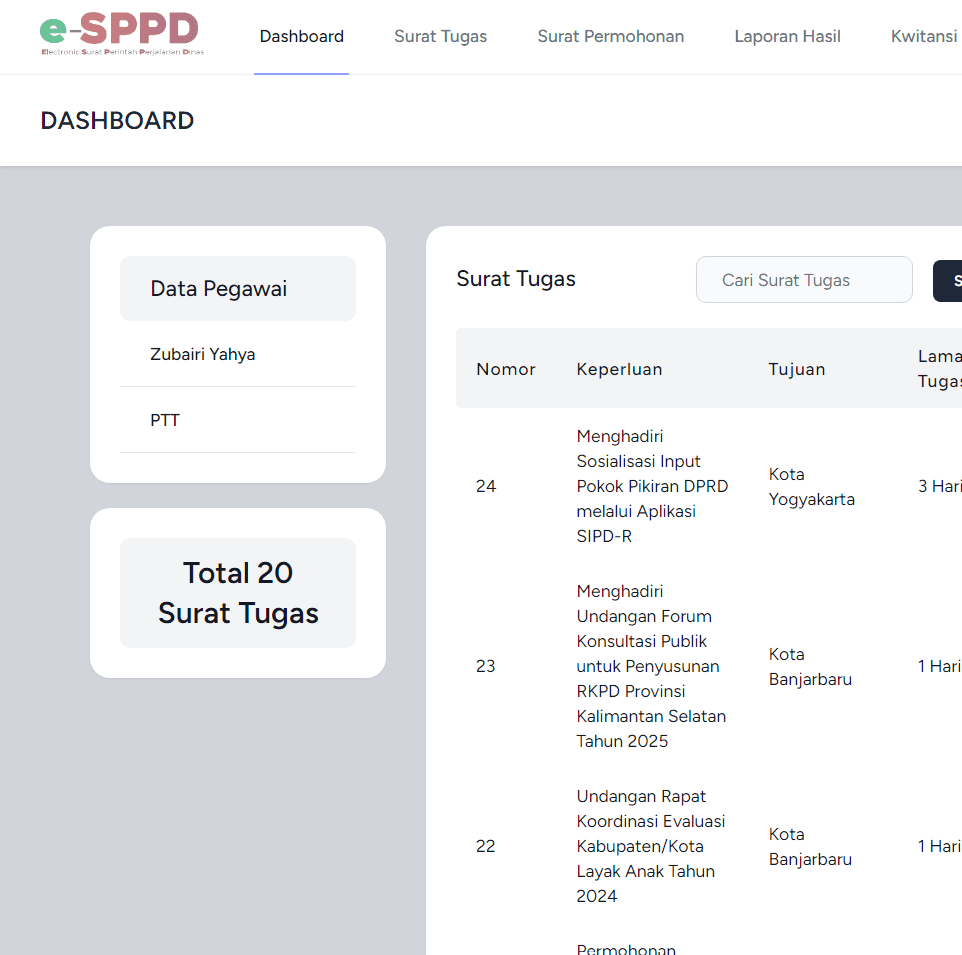 e-SPPD
Electronic Surat Perintah Perjalanan Dinas
Dashboard
Surat Tugas
Surat Permohonan
Laporan Hasil
Kwitansi
DASHBOARD
Data Pegawai
Zubairi Yahya
PTT
Total 20
Surat Tugas
Surat Tugas
Cari Surat Tugas
S
Nomor
Keperluan
Tujuan
Lama
Tugas
24
Menghadiri
Sosialisasi Input
Pokok Pikiran DPRD
melalui Aplikasi
SIPD-R
Kota
Yogyakarta
3 Hari
23
Menghadiri
Undangan Forum
Konsultasi Publik
untuk Penyusunan
RKPD Provinsi
Kalimantan Selatan
Tahun 2025
Kota
Banjarbaru
1 Hari
22
Undangan Rapat
Koordinasi Evaluasi
Kabupaten/Kota
Layak Anak Tahun
2024
Kota
Banjarbaru
1 Hari
Permohonan